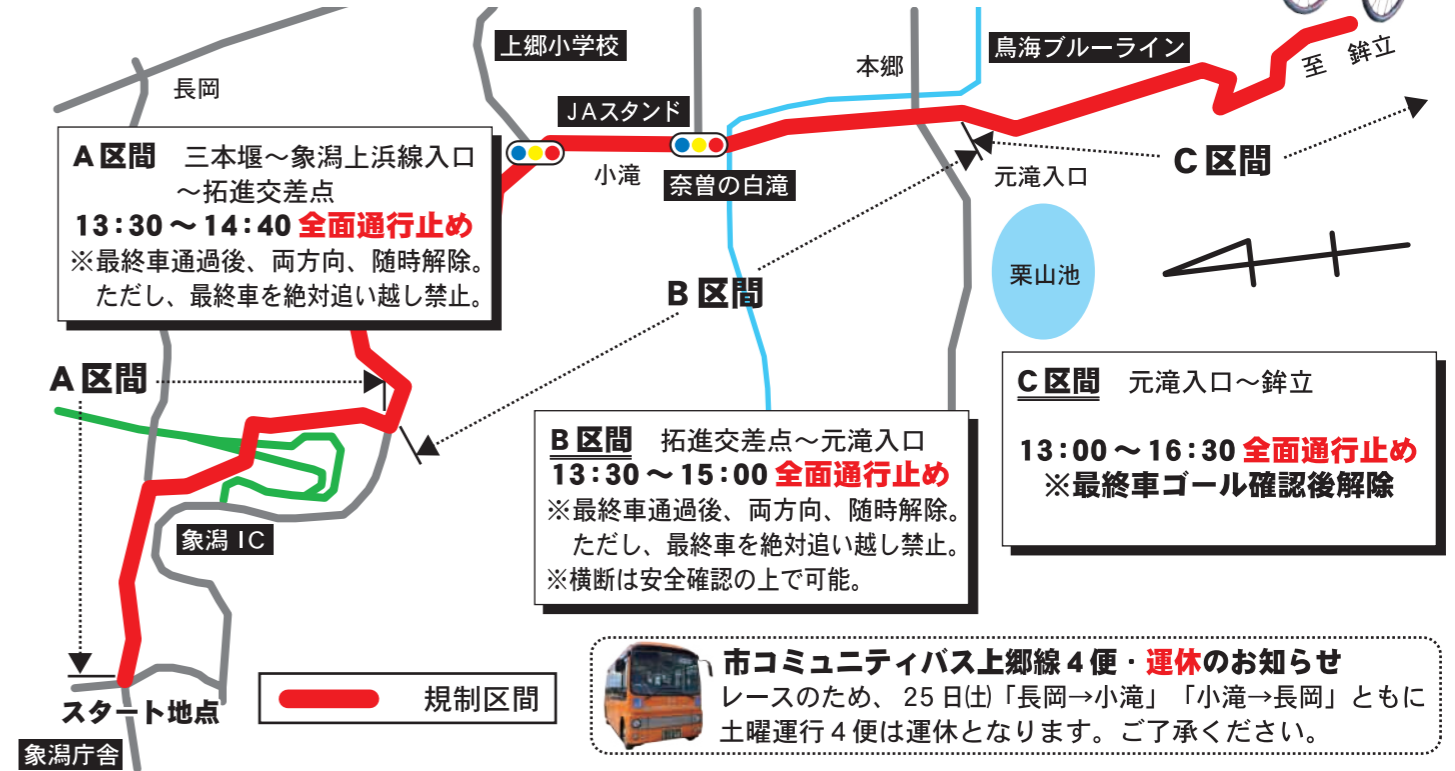 上郷小学校
鳥海ブルーライン
至 鉾立
長岡
本郷
JAスタンド
小滝
奈曽の白滝
元滝入口
C区間
A区間 三本堰～象潟上浜線入口
～拓進交差点
13:30～14:40 全面通行止め
※最終車通過後、両方向、随時解除。
ただし、最終車を絶対追い越し禁止。
B区間
栗山池
A区間
C区間 元滝入口～鉾立
13:00～16:30 全面通行止め
※最終車ゴール確認後解除
B区間 拓進交差点～元滝入口
13:30～15:00 全面通行止め
※最終車通過後、両方向、随時解除。
ただし、最終車を絶対追い越し禁止。
※横断は安全確認の上で可能。
象潟IC
スタート地点
規制区間
象潟庁舎
市コミュニティバス上郷線4便・運休のお知らせ
レースのため、25日㈯「長岡→小滝」「小滝→長岡」ともに
土曜運行4便は運休となります。ご了承ください。